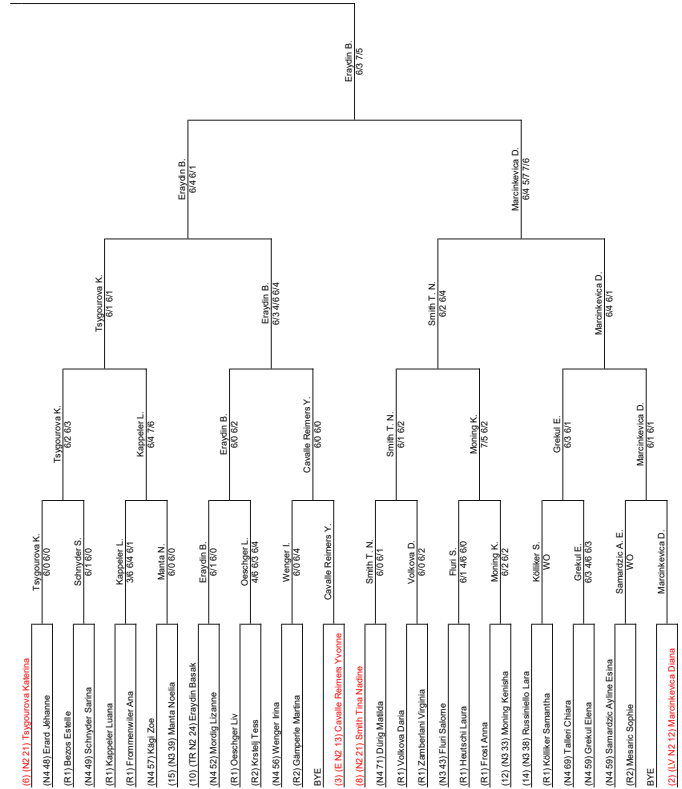 Eraydin B.
6/3 7/5
Eraydin B.
6/4 6/1
Marcinkevica D.
6/4 5/7 7/6
Tsygourova K.
6/1 6/1
Eraydin B.
6/3 4/6 6/4
Smith T. N.
6/2 6/4
Marcinkevica D.
6/4 6/1
Tsygourova K.
6/2 6/3
Kappeler L.
6/4 7/6
Eraydin B.
6/0 6/2
Cavalle Reimers Y.
6/0 6/0
Smith T. N.
6/1 6/2
Moning K.
7/5 6/2
Grekul E.
6/3 6/1
Marcinkevica D.
6/1 6/1
Tsygourova K.
6/0 6/0
Schnyder S.
6/1 6/0
Kappeler L.
3/6 6/4 6/1
Manta N.
6/0 6/0
Eraydin B.
6/1 6/0
Oeschger L.
4/6 6/3 6/4
Wenger I.
6/0 6/4
Cavalle Reimers Y.
Smith T. N.
6/0 6/1
Volkova D.
6/0 6/2
Fluri S.
6/1 4/6 6/0
Moning K.
6/2 6/2
Kölliker S.
WO
Grekul E.
6/3 4/6 6/3
Samardzic A. E.
WO
Marcinkevica D.
(6) (N2 21) Tsygourova Katerina
(N4 48) Erard Jéhanne
(R1) Bezos Estelle
(N4 49) Schnyder Sarina
(R1) Kappeler Luana
(R1) Frommenwiler Ana
(N4 57) Kägi Zoe
(15) (N3 39) Manta Noelia
(10) (TR N2 24) Eraydin Basak
(N4 52) Mordig Lizanne
(R1) Oeschger Liv
(R2) Krstelj Tess
(N4 56) Wenger Irina
(R2) Gämperle Martina
BYE
(3) (E N2 13) Cavalle Reimers Yvonne
(8) (N2 21) Smith Tina Nadine
(N4 71) Dürig Matilda
(R1) Volkova Daria
(R1) Zamberlani Virginia
(N3 43) Fluri Salome
(R1) Heutschi Laura
(R1) Frost Anna
(12) (N3 33) Moning Kenisha
(14) (N3 38) Russiniello Lara
(R1) Kölliker Samantha
(N4 69) Talleri Chiara
(N4 59) Grekul Elena
(N4 59) Samardzic Ayline Esina
(R2) Mesaric Sophie
BYE
(2) (LV N2 12) Marcinkevica Diana